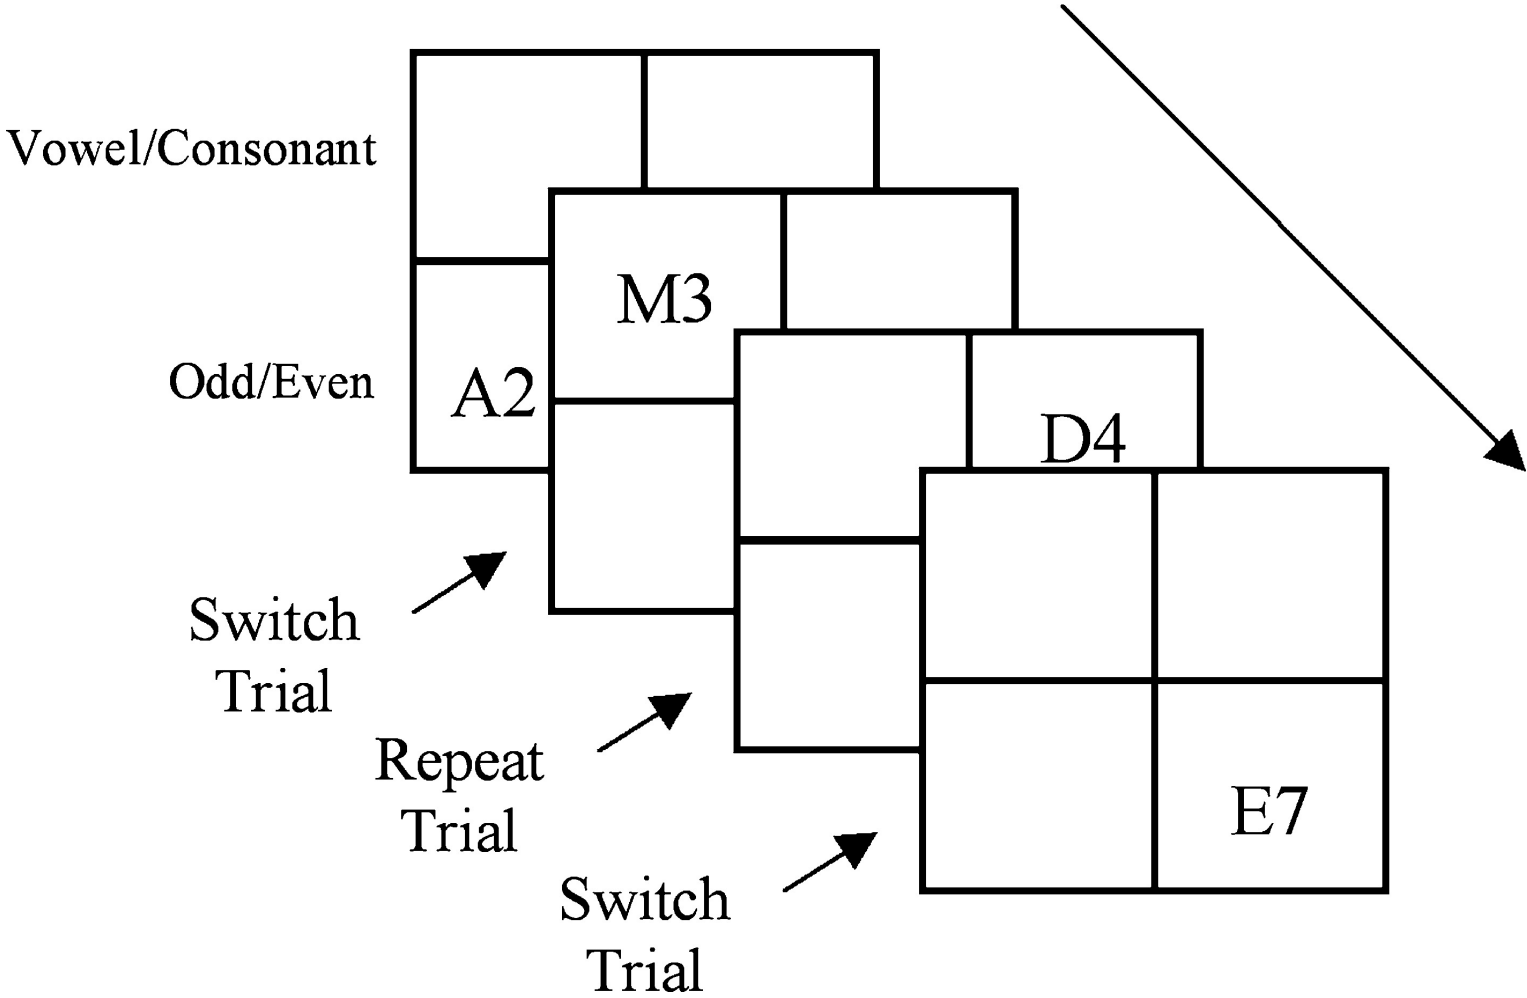 Vowel/Consonant
M3
Odd/Even
A2
D4
Switch
Trial
Repeat
Trial
E7
Switch
Trial